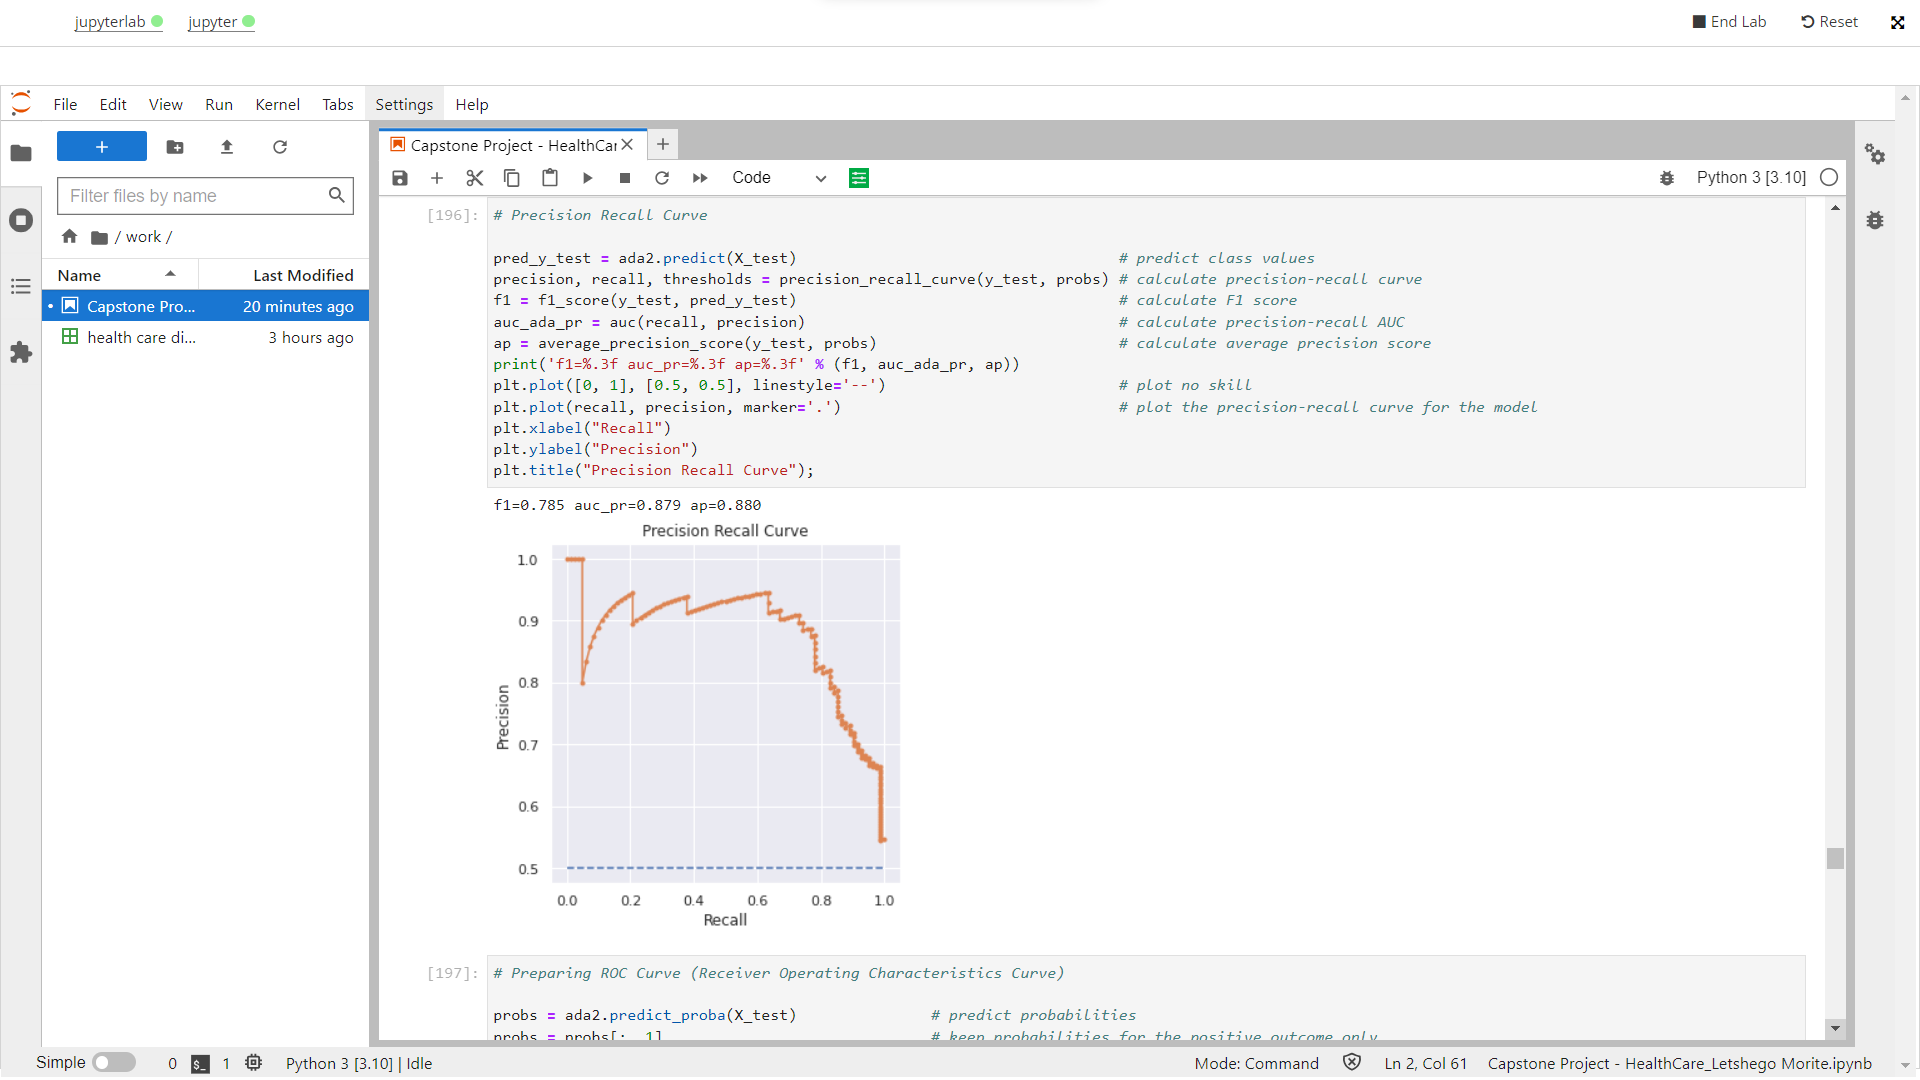 jupyterlab jupyter End Lab Reset
File Edit View Run Kernel Tabs Settings Help
Capstone Project - HealthCar
Code Python 3 [3.10]
Filter files by name
/ work /
Name Last Modified
Capstone Pro... 20 minutes ago
health care di... 3 hours ago
[196]: # Precision Recall Curve
pred_y_test = ada2.predict(X_test) # predict class values
precision, recall, thresholds = precision_recall_curve(y_test, probs) # calculate precision-recall curve
f1 = f1_score(y_test, pred_y_test) # calculate F1 score
auc_ada_pr = auc(recall, precision) # calculate precision-recall AUC
ap = average_precision_score(y_test, probs) # calculate average precision score
print('f1=%.3f auc_pr=%.3f ap=%.3f' % (f1, auc_ada_pr, ap))
plt.plot([0, 1], [0.5, 0.5], linestyle='--') # plot no skill
plt.plot(recall, precision, marker='.') # plot the precision-recall curve for the model
plt.xlabel("Recall")
plt.ylabel("Precision")
plt.title("Precision Recall Curve");
f1=0.785 auc_pr=0.879 ap=0.880
Precision Recall Curve
1.0
0.9
0.8
0.7
0.6
0.5
Precision
0.0 0.2 0.4 0.6 0.8 1.0
Recall
[197]: # Preparing ROC Curve (Receiver Operating Characteristics Curve)
probs = ada2.predict_proba(X_test) # predict probabilities
probs = probs[:, 1] # keep probabilities for the positive outcome only
Simple 0 1 Python 3 [3.10] | Idle Mode: Command Ln 2, Col 61 Capstone Project - HealthCare_Letshego Morite.ipynb